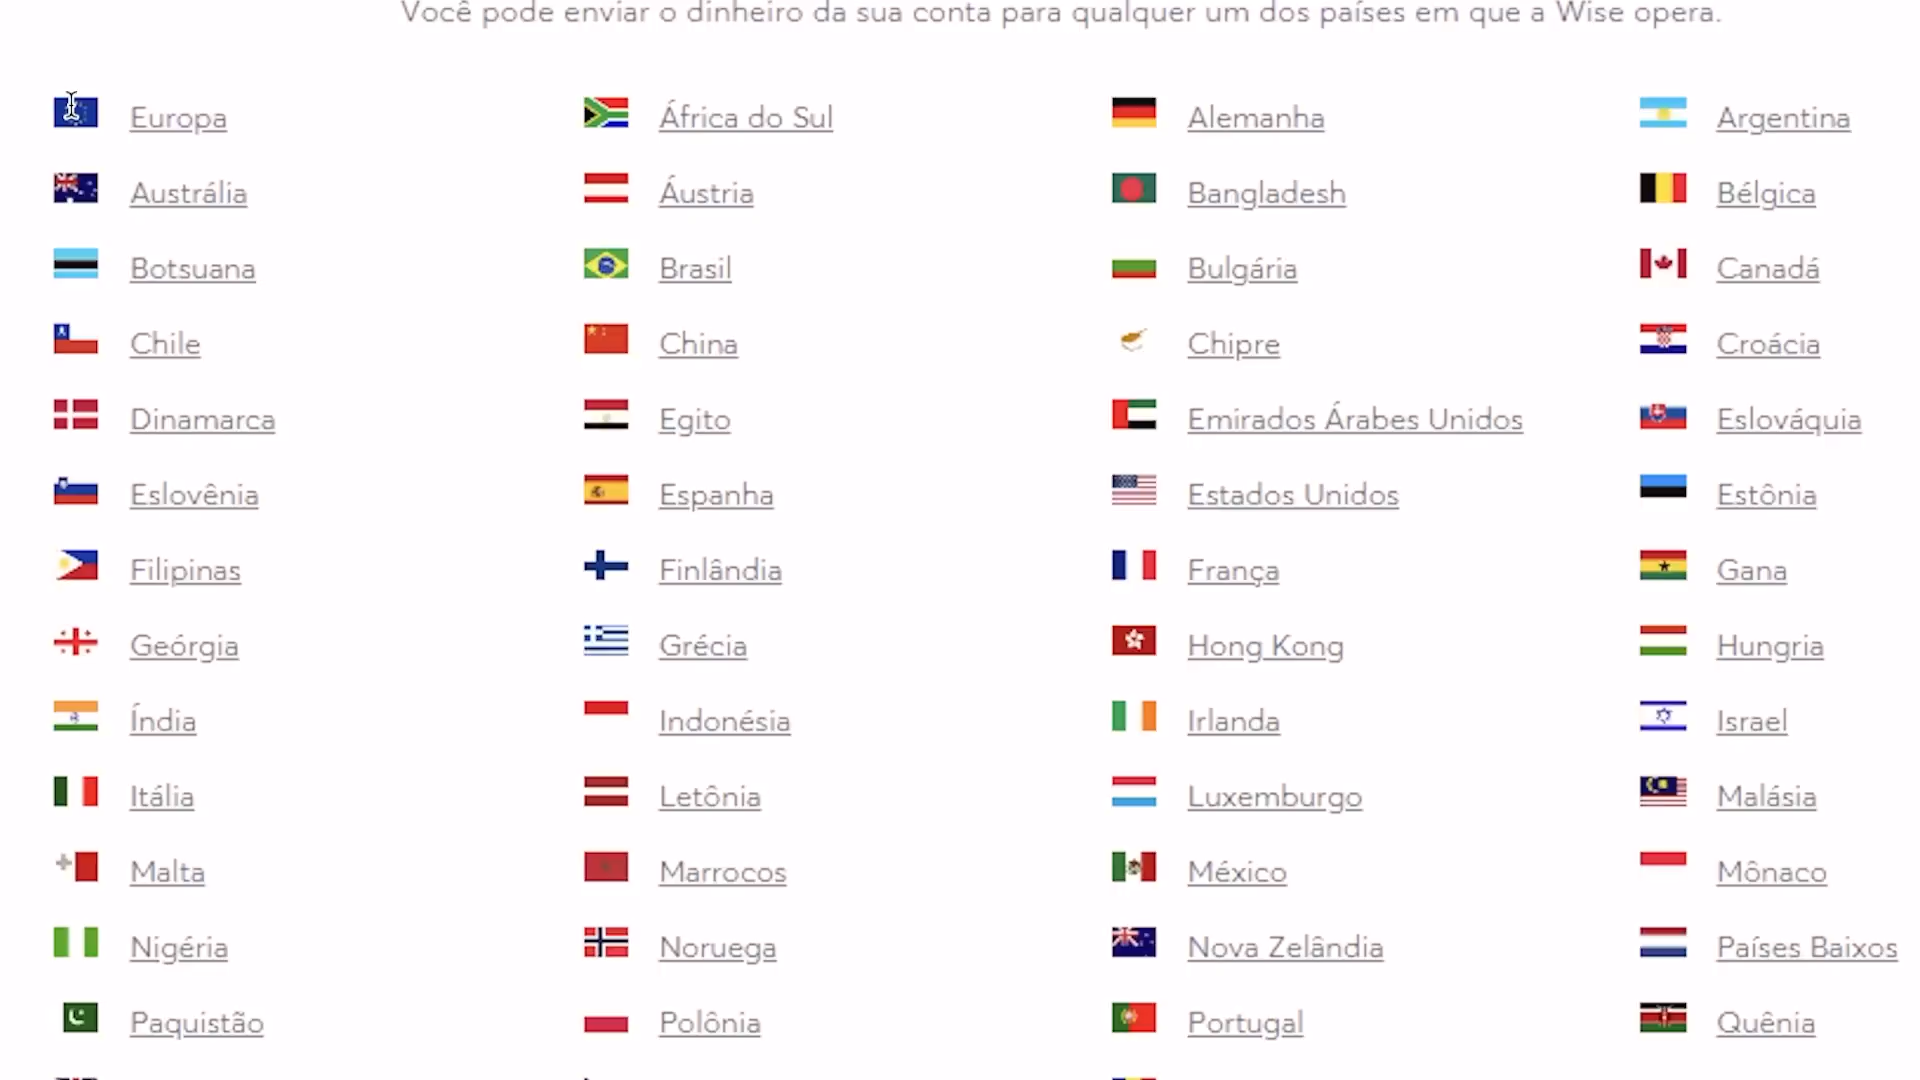 Você pode enviar o dinheiro da sua conta para qualquer um dos países em que a Wise opera.
Europa
África do Sul
Alemanha
Argentina
Austrália
Áustria
Bangladesh
Bélgica
Botsuana
Brasil
Bulgária
Canadá
Chile
China
Chipre
Croácia
Dinamarca
Egito
Emirados Árabes Unidos
Eslováquia
Eslovênia
Espanha
Estados Unidos
Estônia
Filipinas
Finlândia
França
Gana
Geórgia
Grécia
Hong Kong
Hungria
Índia
Indonésia
Irlanda
Israel
Itália
Letônia
Luxemburgo
Malásia
Malta
Marrocos
México
Mônaco
Nigéria
Noruega
Nova Zelândia
Países Baixos
Paquistão
Polônia
Portugal
Quênia